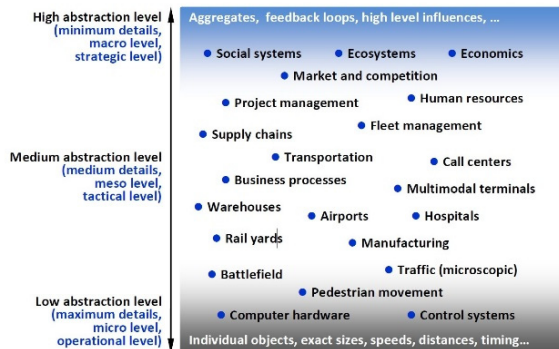 High abstraction level
(minimum details,
macro level,
strategic level)
Aggregates, feedback loops, high level influences, ...
Social systems
Ecosystems
Economics
Market and competition
Project management
Human resources
Supply chains
Fleet management
Medium abstraction level
(medium details,
meso level,
tactical level)
Transportation
Call centers
Business processes
Multimodal terminals
Warehouses
Airports
Hospitals
Rail yards
Manufacturing
Battlefield
Traffic (microscopic)
Pedestrian movement
Low abstraction level
(maximum details,
micro level,
operational level)
Computer hardware
Control systems
Individual objects, exact sizes, speeds, distances, timing...